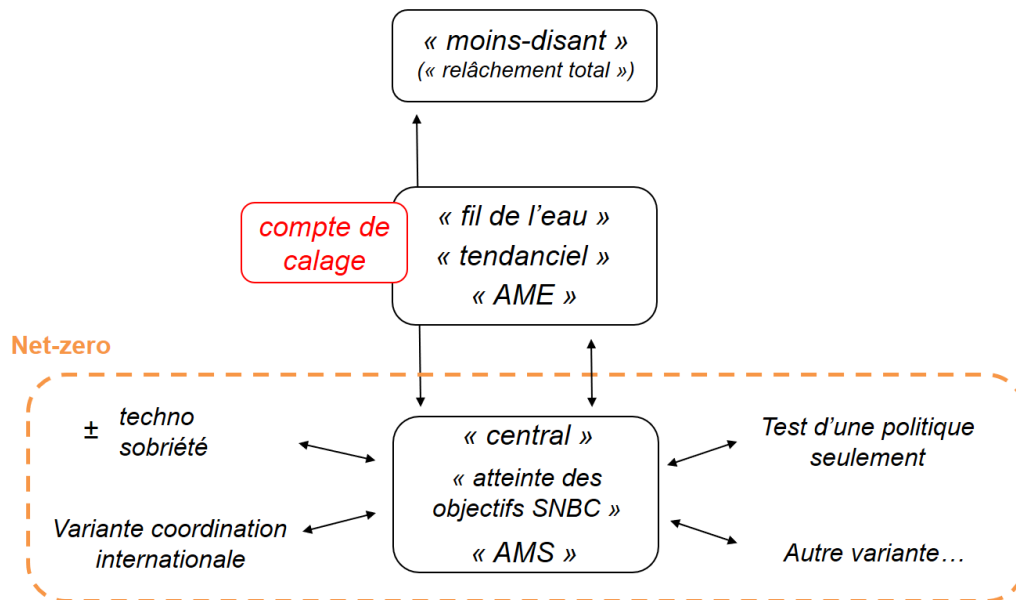 « moins-disant »
(« relâchement total »)
compte de
calage
« fil de l’eau »
« tendanciel »
« AME »
Net-zero
± techno
sobriété
Variante coordination
internationale
« central »
« atteinte des
objectifs SNBC »
« AMS »
Test d’une politique
seulement
Autre variante…